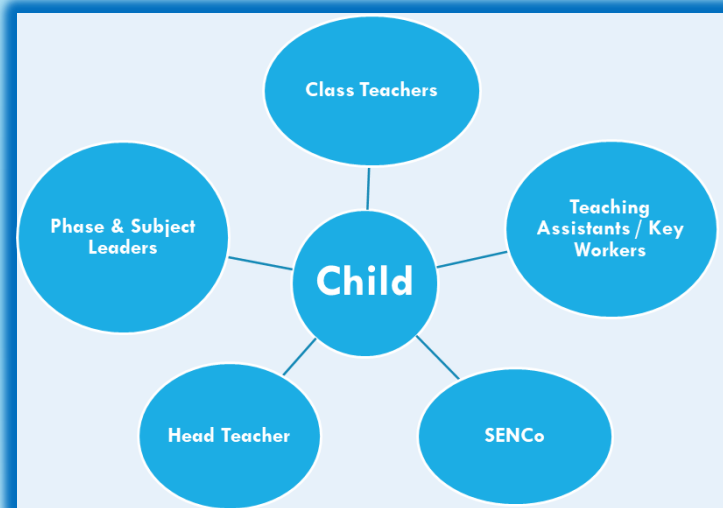 Class Teachers
Phase & Subject
Leaders
Teaching
Assistants / Key
Workers
Child
Head Teacher
SENCo